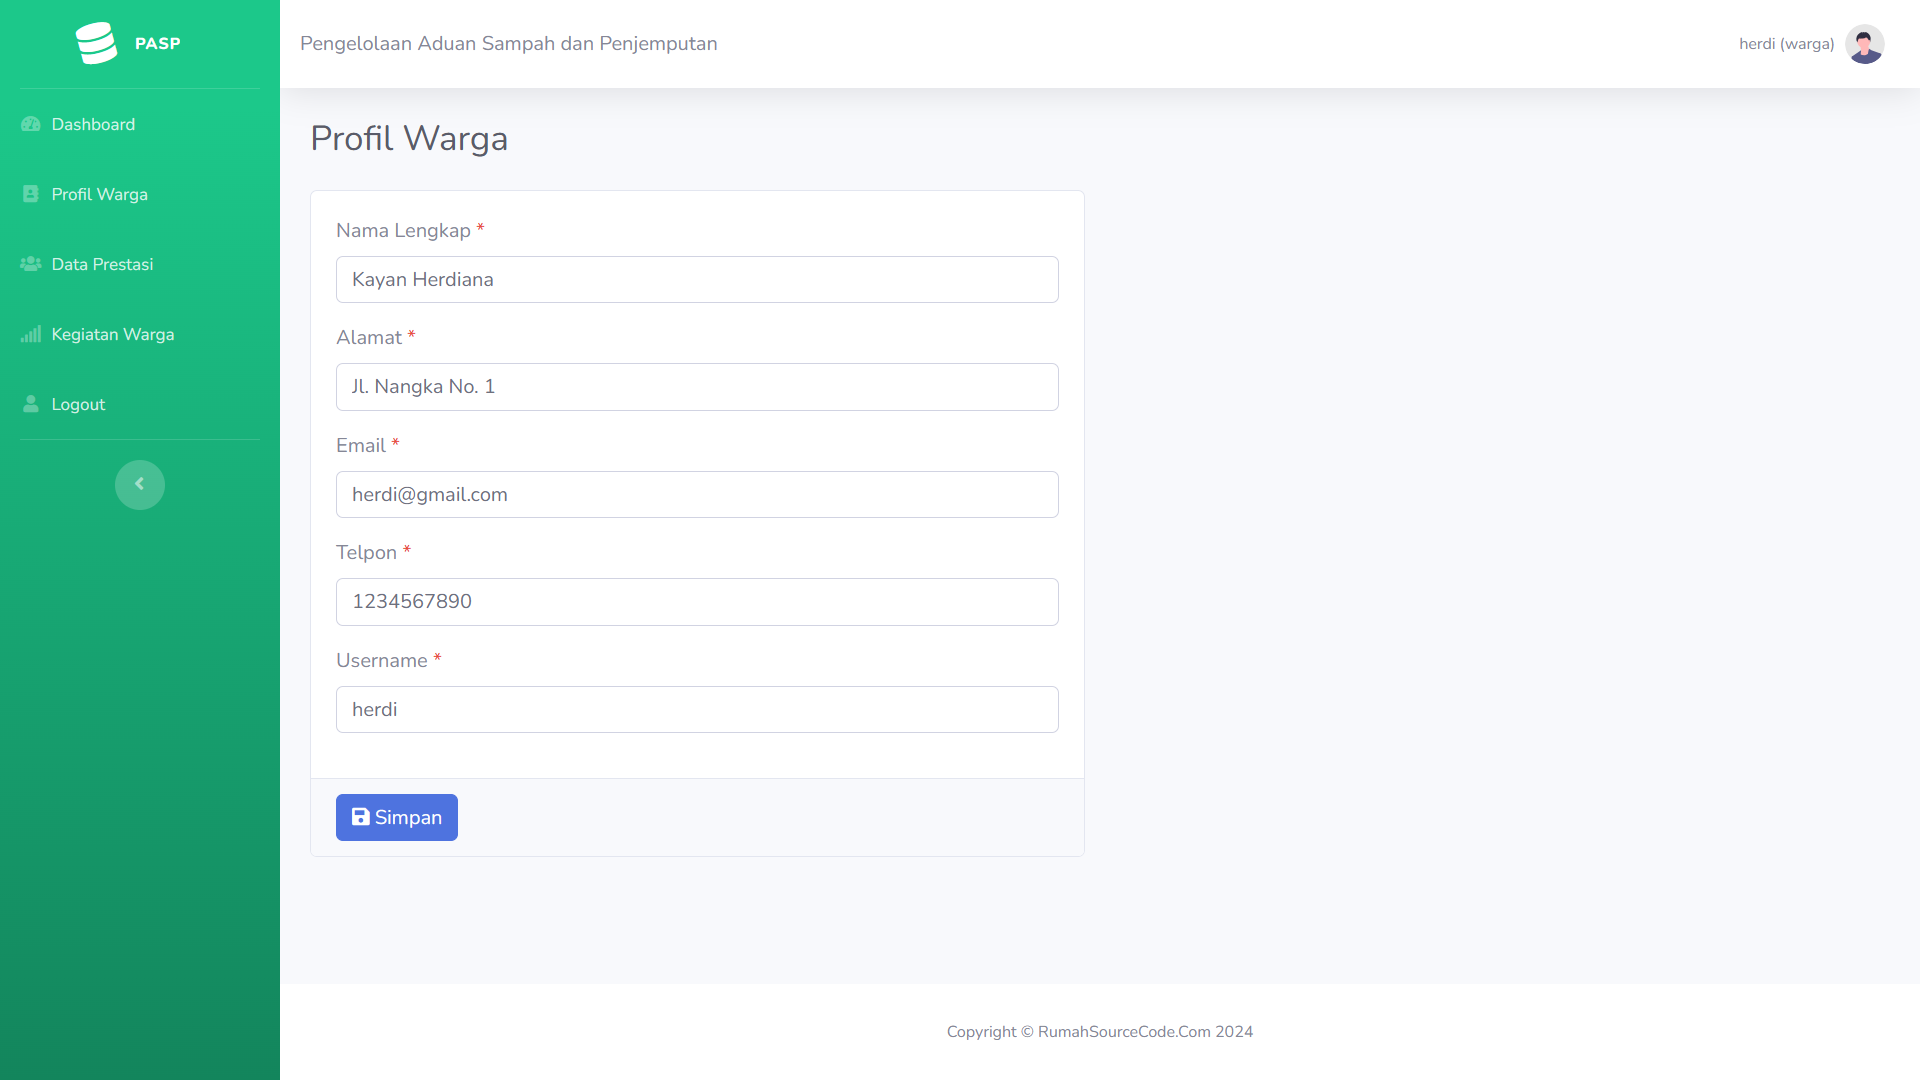 PASP
Dashboard
Profil Warga
Data Prestasi
Kegiatan Warga
Logout
Pengelolaan Aduan Sampah dan Penjemputan
herdi (warga)
Profil Warga
Nama Lengkap *
Kayan Herdiana
Alamat *
Jl. Nangka No. 1
Email *
herdi@gmail.com
Telpon *
1234567890
Username *
herdi
Simpan
Copyright © RumahSourceCode.Com 2024